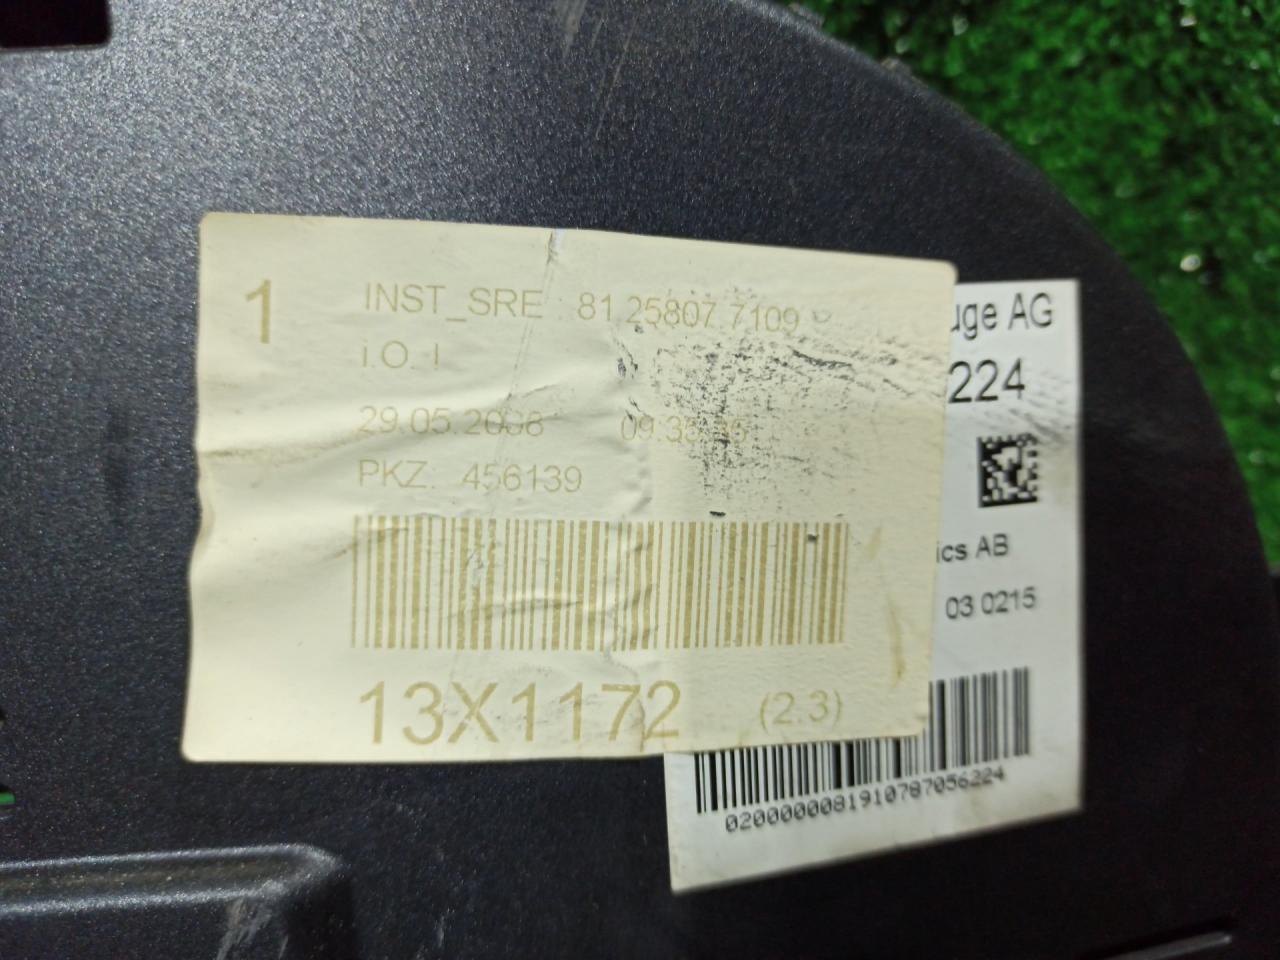 1
INST_SRE : 81.25807.7109
i.O. !
29.05.2008
PKZ: 456139
13X1172
(2.3)
uge AG
224
ics AB
03 0215
0200000081910787056224